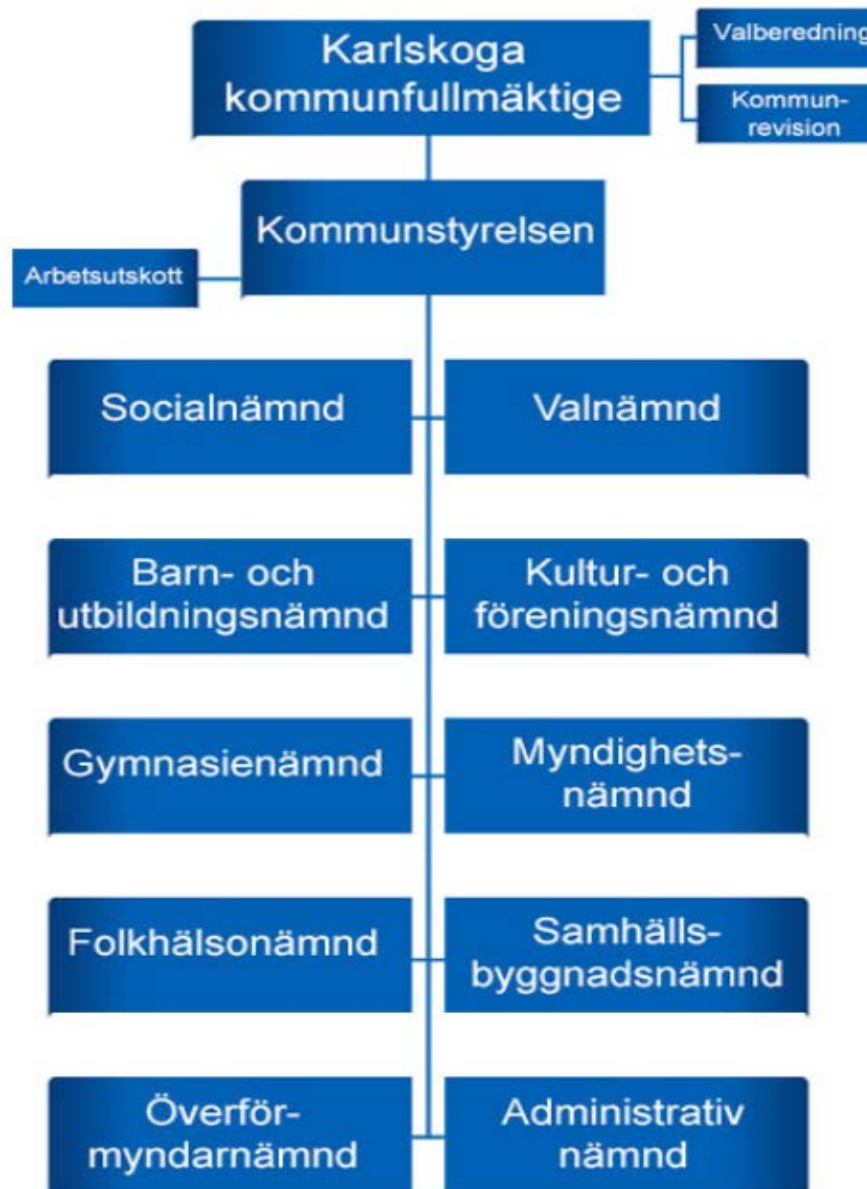 Karlskoga
kommunfullmäktige
Valberedning
Kommun-
revision
Kommunstyrelsen
Arbetsutskott
Socialnämnd
Valnämnd
Barn- och
utbildningsnämnd
Kultur- och
föreningsnämnd
Gymnasienämnd
Myndighets-
nämnd
Folkhälsonämnd
Samhälls-
byggnadsnämnd
Överför-
myndarnämnd
Administrativ
nämnd